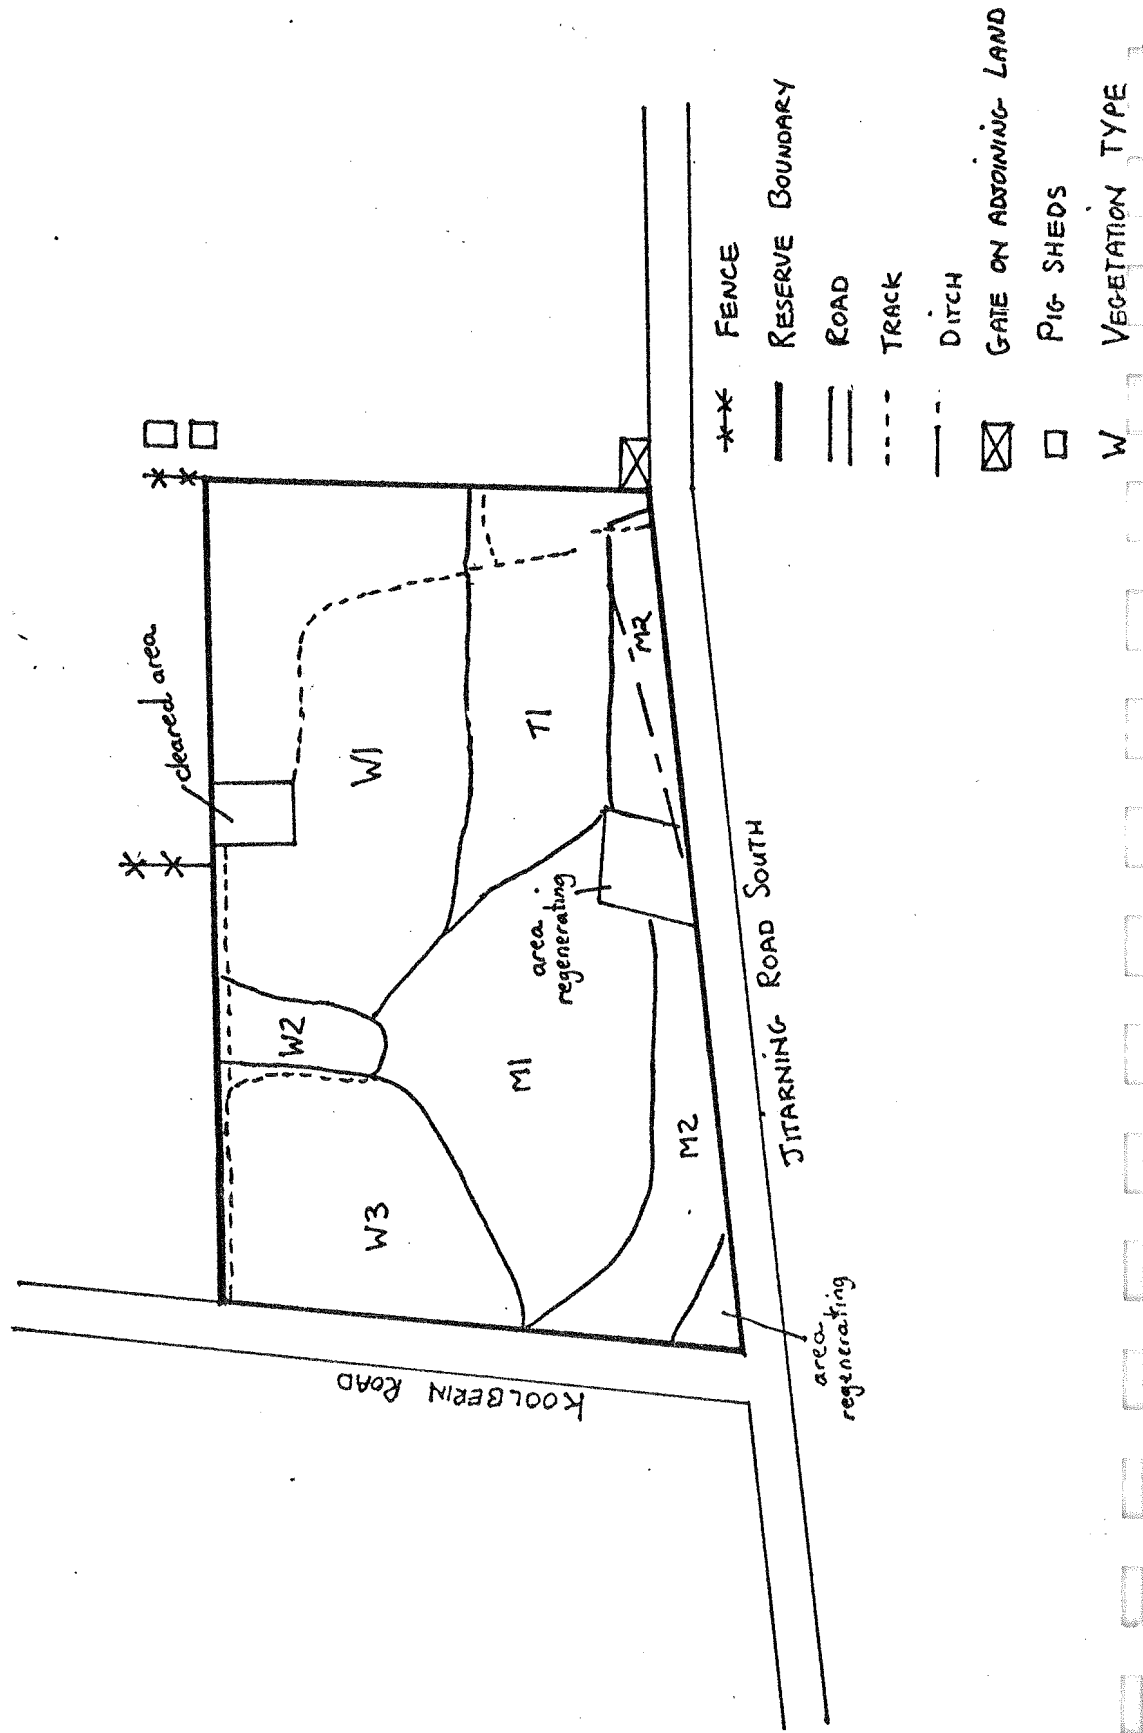 cleared area
W1
W2
W3
T1
M1
M2
M2
area
regenerating
area
regenerating
KOOLBERIN ROAD
JITARNING ROAD SOUTH
FENCE
RESERVE BOUNDARY
ROAD
TRACK
DITCH
GATE ON ADJOINING LAND
PIG SHEDS
W VEGETATION TYPE